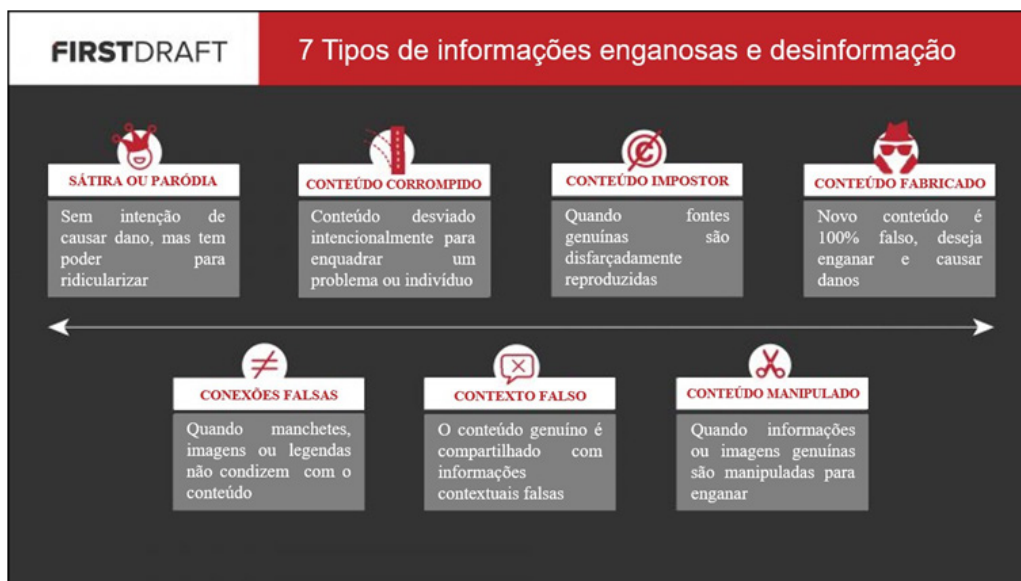 FIRSTDRAFT
7 Tipos de informações enganosas e desinformação
SÁTIRA OU PARÓDIA
Sem intenção de
causar dano, mas tem
poder para
ridicularizar
CONTEÚDO CORROMPIDO
Conteúdo desviado
intencionalmente para
enquadrar um
problema ou indivíduo
CONTEÚDO IMPOSTOR
Quando fontes
genuínas são
disfarçadamente
reproduzidas
CONTEÚDO FABRICADO
Novo conteúdo é
100% falso, deseja
enganar e causar
danos
CONEXÕES FALSAS
Quando manchetes,
imagens ou legendas
não condizem com o
conteúdo
CONTEXTO FALSO
O conteúdo genuíno é
compartilhado com
informações
contextuais falsas
CONTEÚDO MANIPULADO
Quando informações
ou imagens genuínas
são manipuladas para
enganar